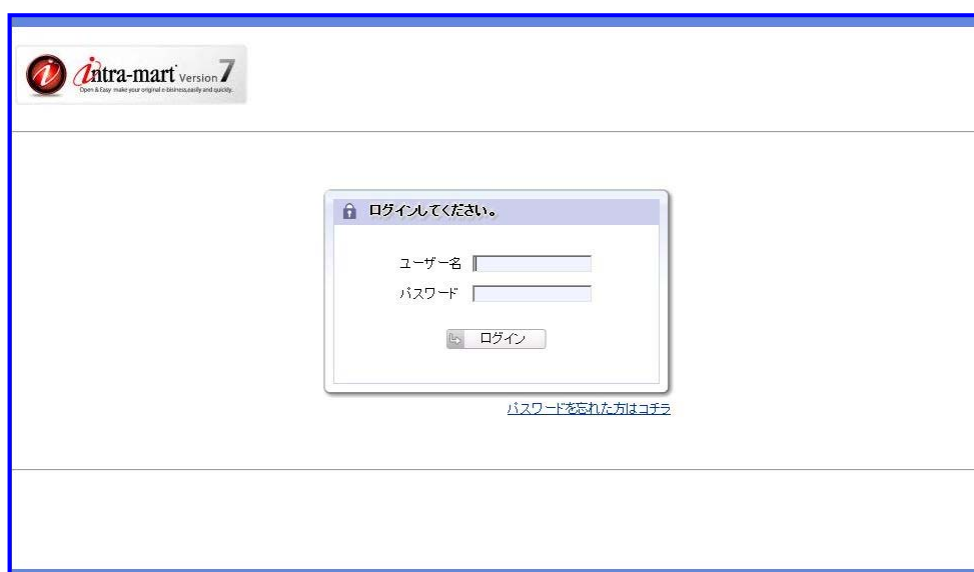 intra-mart Version 7
Open & Easy make your original e-bisiness,easily and quickly.
ログインしてください。
ユーザー名
パスワード
ログイン
パスワードを忘れた方はコチラ